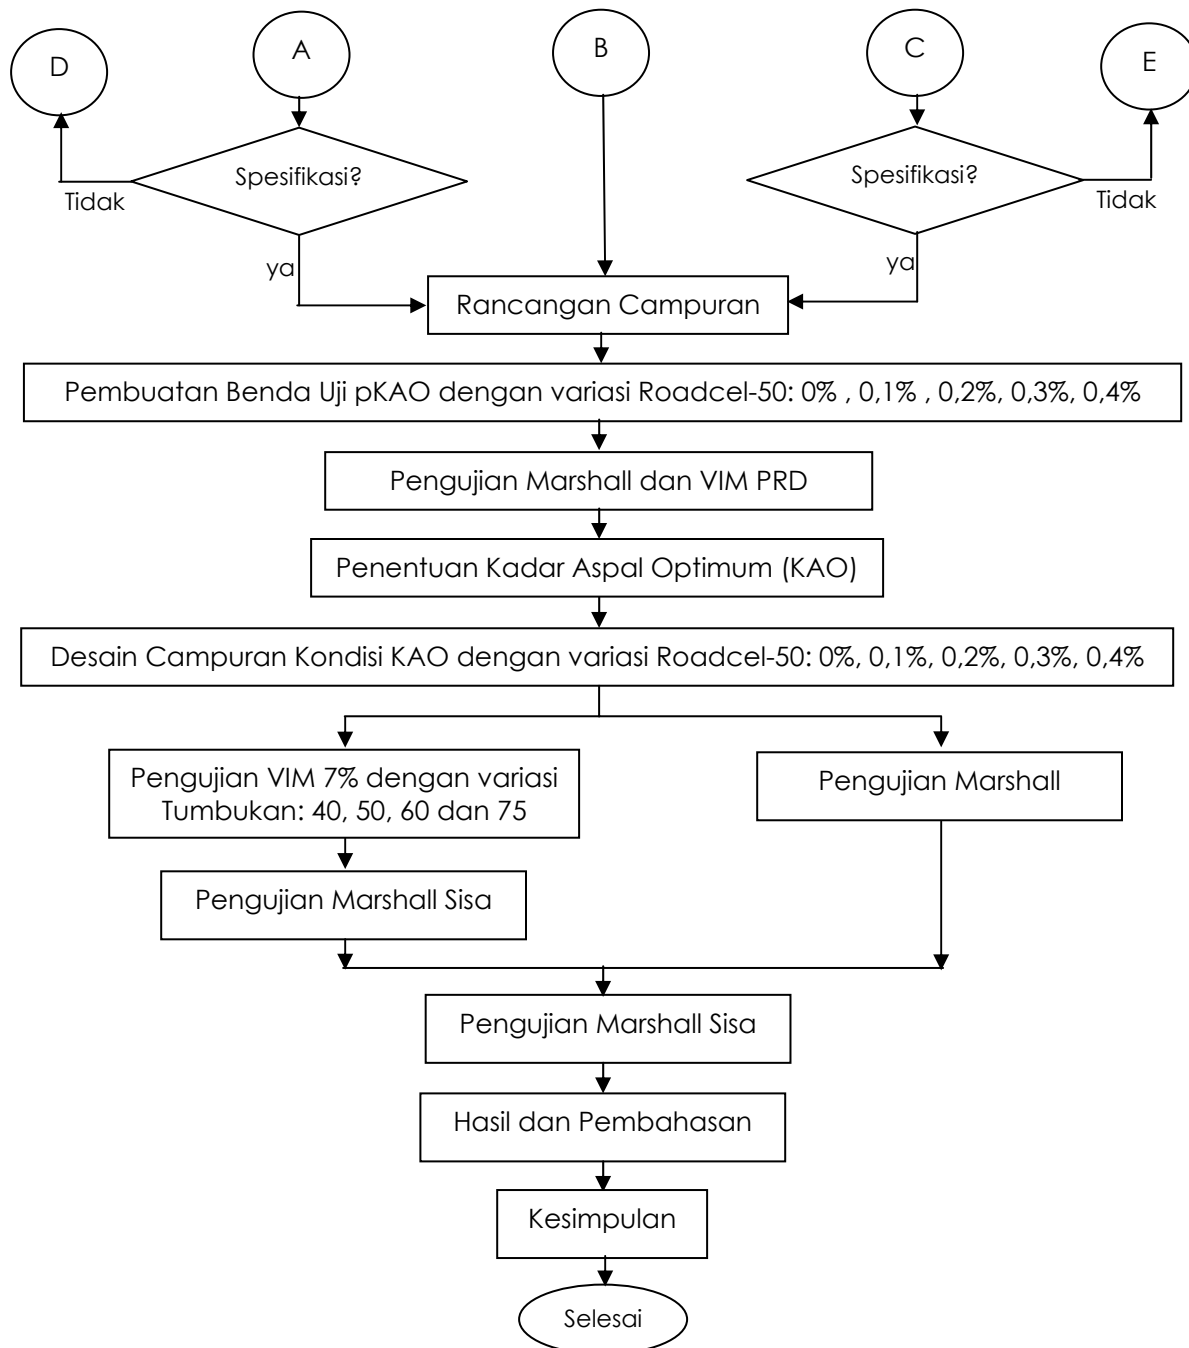 D
A
B
C
E
Spesifikasi?
Spesifikasi?
Tidak
Tidak
ya
ya
Rancangan Campuran
Pembuatan Benda Uji pKAO dengan variasi Roadcel-50: 0% , 0,1% , 0,2%, 0,3%, 0,4%
Pengujian Marshall dan VIM PRD
Penentuan Kadar Aspal Optimum (KAO)
Desain Campuran Kondisi KAO dengan variasi Roadcel-50: 0%, 0,1%, 0,2%, 0,3%, 0,4%
Pengujian VIM 7% dengan variasi
Tumbukan: 40, 50, 60 dan 75
Pengujian Marshall
Pengujian Marshall Sisa
Pengujian Marshall Sisa
Hasil dan Pembahasan
Kesimpulan
Selesai